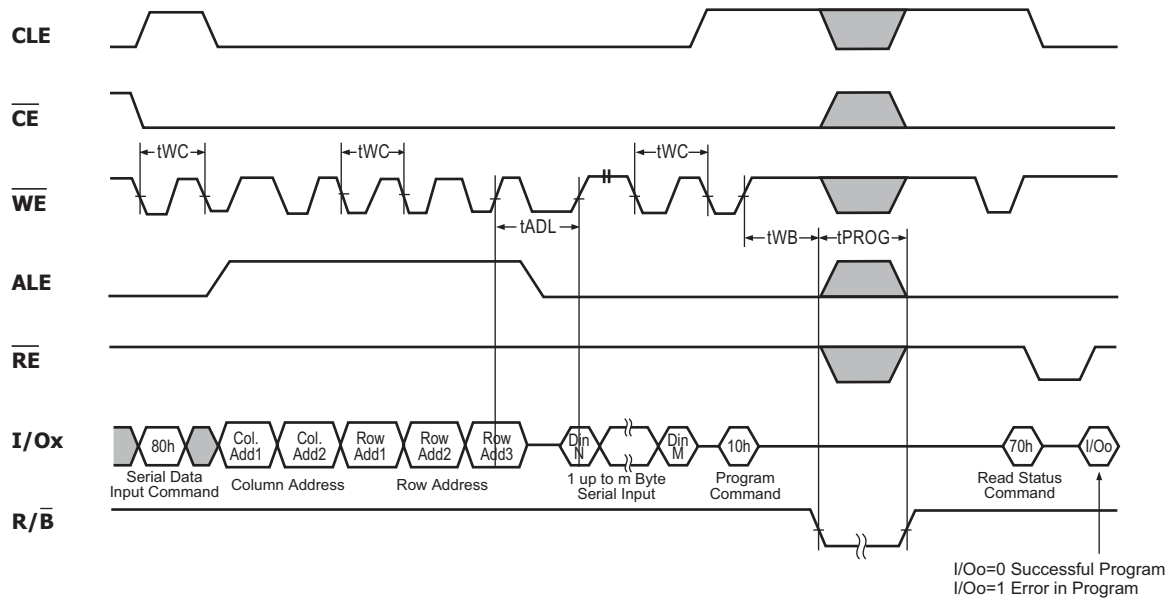 CLE
CE
tWC
tWC
tWC
WE
tADL
tWB
tPROG
ALE
RE
I/Ox
80h
Col.
Add1
Col.
Add2
Row
Add1
Row
Add2
Row
Add3
Din
N
Din
M
10h
70h
I/Oo
Serial Data
Input Command
Column Address
Row Address
1 up to m Byte
Serial Input
Program
Command
Read Status
Command
R/B
I/Oo=0 Successful Program
I/Oo=1 Error in Program